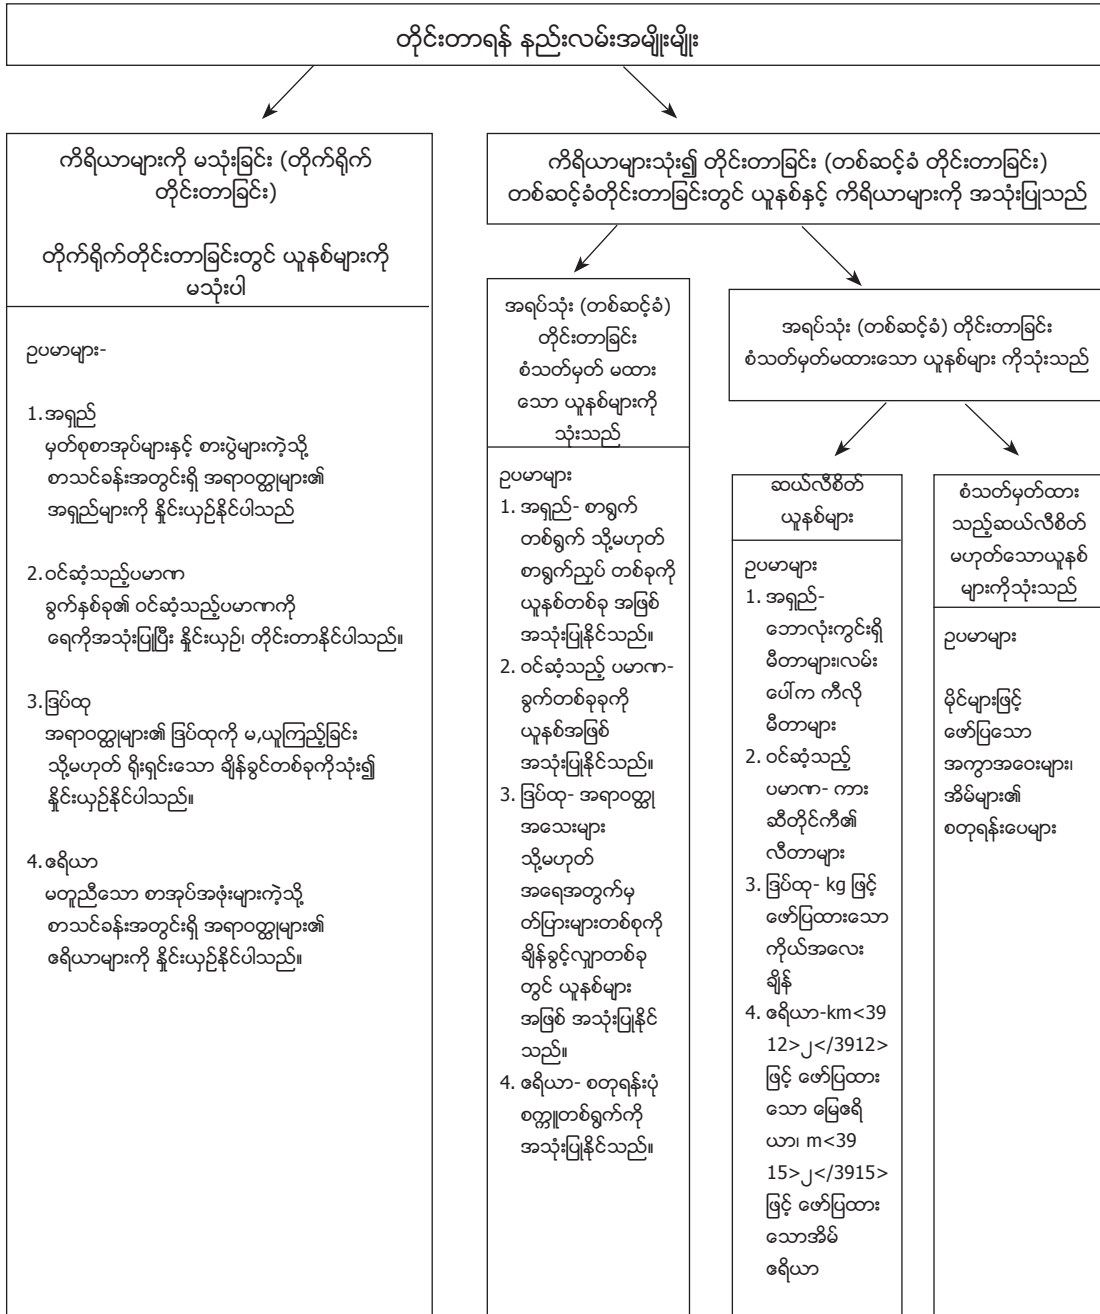 တိုင်းတာရန် နည်းလမ်းအမျိုးမျိုး
ကိရိယာများကို မသုံးခြင်း (တိုက်ရိုက်
တိုင်းတာခြင်း)
တိုက်ရိုက်တိုင်းတာခြင်းတွင် ယူနစ်များကို
မသုံးပါ
ဥပမာများ-
1. အရှည်
မှတ်စုစာအုပ်များနှင့် စားပွဲများကဲ့သို့
စာသင်ခန်းအတွင်းရှိ အရာဝတ္ထုများ၏
အရှည်များကို နှိုင်းယှဉ်နိုင်ပါသည်
2. ဝင်ဆံ့သည့်ပမာဏ
ခွက်နှစ်ခု၏ ဝင်ဆံ့သည့်ပမာဏကို
ရေကိုအသုံးပြုပြီး နှိုင်းယှဉ်၊ တိုင်းတာနိုင်ပါသည်။
3. ဒြပ်ထု
အရာဝတ္ထုများ၏ ဒြပ်ထုကို မ,ယူကြည့်ခြင်း
သို့မဟုတ် ရိုးရှင်းသော ချိန်ခွင်တစ်ခုကိုသုံး၍
နှိုင်းယှဉ်နိုင်ပါသည်။
4. ဧရိယာ
မတူညီသော စာအုပ်အဖုံးများကဲ့သို့
စာသင်ခန်းအတွင်းရှိ အရာဝတ္ထုများ၏
ဧရိယာများကို နှိုင်းယှဉ်နိုင်ပါသည်။
ကိရိယာများသုံး၍ တိုင်းတာခြင်း (တစ်ဆင့်ခံ တိုင်းတာခြင်း)
တစ်ဆင့်ခံတိုင်းတာခြင်းတွင် ယူနစ်နှင့် ကိရိယာများကို အသုံးပြုသည်
အရပ်သုံး (တစ်ဆင့်ခံ)
တိုင်းတာခြင်း
စံသတ်မှတ် မထား
သော ယူနစ်များကို
သုံးသည်
ဥပမာများ
1. အရှည်- စာရွက်
တစ်ရွက် သို့မဟုတ်
စာရွက်ညှပ် တစ်ခုကို
ယူနစ်တစ်ခု အဖြစ်
အသုံးပြုနိုင်သည်။
2. ဝင်ဆံ့သည့် ပမာဏ-
ခွက်တစ်ခုခုကို
ယူနစ်အဖြစ်
အသုံးပြုနိုင်သည်။
3. ဒြပ်ထု- အရာဝတ္ထု
အသေးများ
သို့မဟုတ်
အရေအတွက်မှ
တ်ပြားများတစ်စုကို
ချိန်ခွင့်လျှာတစ်ခု
တွင် ယူနစ်များ
အဖြစ် အသုံးပြုနိုင်
သည်။
4. ဧရိယာ- စတုရန်းပုံ
စက္ကူတစ်ရွက်ကို
အသုံးပြုနိုင်သည်။
အရပ်သုံး (တစ်ဆင့်ခံ) တိုင်းတာခြင်း
စံသတ်မှတ်မထားသော ယူနစ်များ ကိုသုံးသည်
ဆယ်လီစိတ်
ယူနစ်များ
ဥပမာများ
1. အရှည်-
ဘောလုံးကွင်းရှိ
မီတာများ၊လမ်း
ပေါ်က ကီလို
မီတာများ
2. ဝင်ဆံ့သည့်
ပမာဏ- ကား
ဆီတိုင်ကီ၏
လီတာများ
3. ဒြပ်ထု- kg ဖြင့်
ဖော်ပြထားသော
ကိုယ်အလေး
ချိန်
4. ဧရိယာ-km<39
12>၂</3912>
ဖြင့် ဖော်ပြထား
သော မြေဧရိ
ယာ၊ m<39
15>၂</3915>
ဖြင့် ဖော်ပြထား
သောအိမ်
ဧရိယာ
စံသတ်မှတ်ထား
သည့်ဆယ်လီစိတ်
မဟုတ်သောယူနစ်
များကိုသုံးသည်
ဥပမာများ
မိုင်များဖြင့်
ဖော်ပြသော
အကွာအဝေးများ၊
အိမ်များ၏
စတုရန်းပေများ